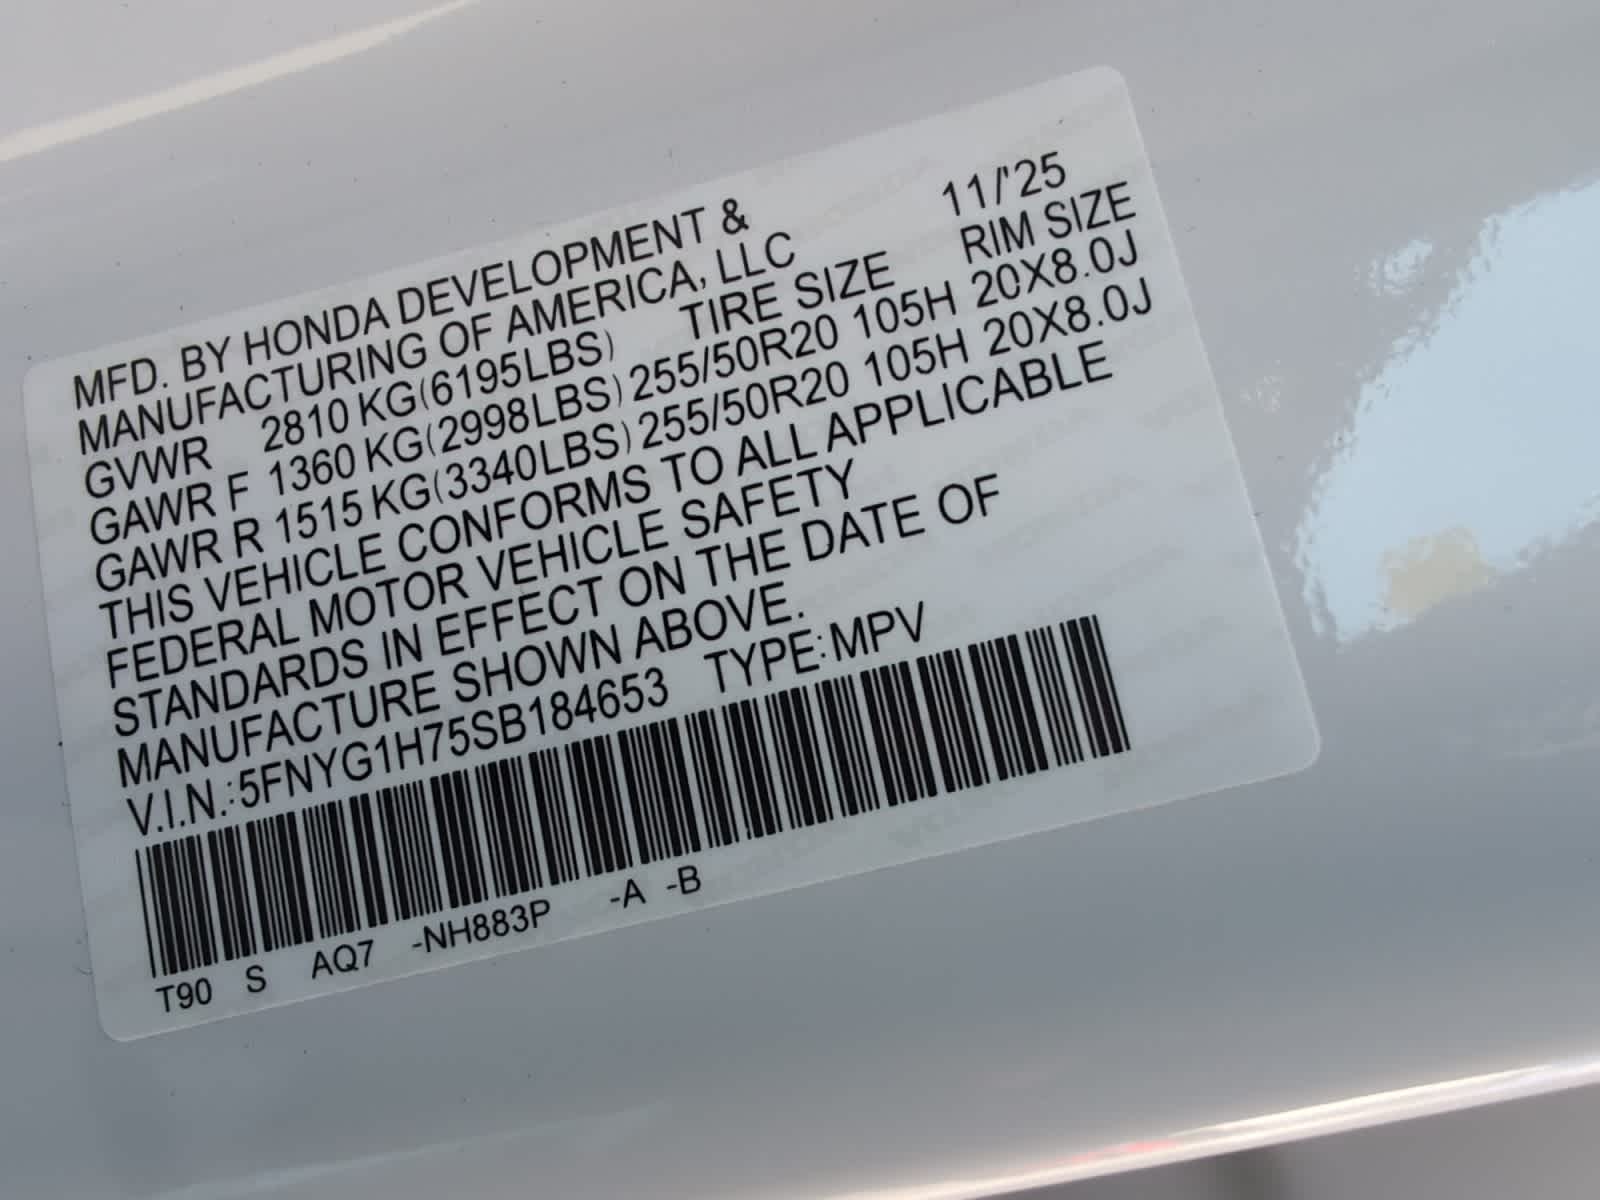 MFD. BY HONDA DEVELOPMENT & 11/'25
MANUFACTURING OF AMERICA, LLC
GVWR 2810 KG(6195LBS) TIRE SIZE RIM SIZE
GAWR F 1360 KG(2998LBS) 255/50R20 105H 20X8.0J
GAWR R 1515 KG(3340LBS) 255/50R20 105H 20X8.0J
THIS VEHICLE CONFORMS TO ALL APPLICABLE
FEDERAL MOTOR VEHICLE SAFETY
STANDARDS IN EFFECT ON THE DATE OF
MANUFACTURE SHOWN ABOVE.
V.I.N.:5FNYG1H75SB184653 TYPE:MPV
T90 S AQ7 -NH883P -A -B